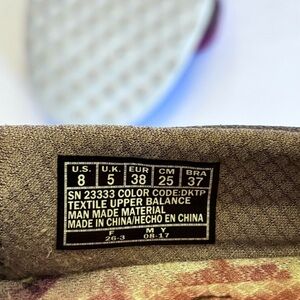 U.S. U.K. EUR CM BRA
8 5 38 25 37
SN 23333 COLOR CODE:DKTP
TEXTILE UPPER BALANCE
MAN MADE MATERIAL
MADE IN CHINA/HECHO EN CHINA
F M Y
26-3 08-17